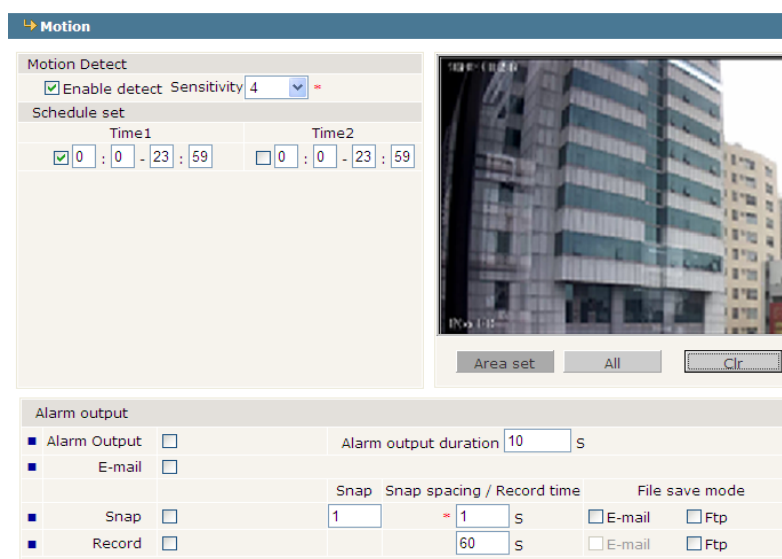 Motion
Motion Detect
Enable detect Sensitivity 4 *
Schedule set
Time1 Time2
0 : 0 - 23 : 59 0 : 0 - 23 : 59
Area set All Clr
Alarm output
Alarm Output Alarm output duration 10 S
E-mail
Snap Snap spacing / Record time File save mode
Snap 1 * 1 S E-mail Ftp
Record 60 S E-mail Ftp